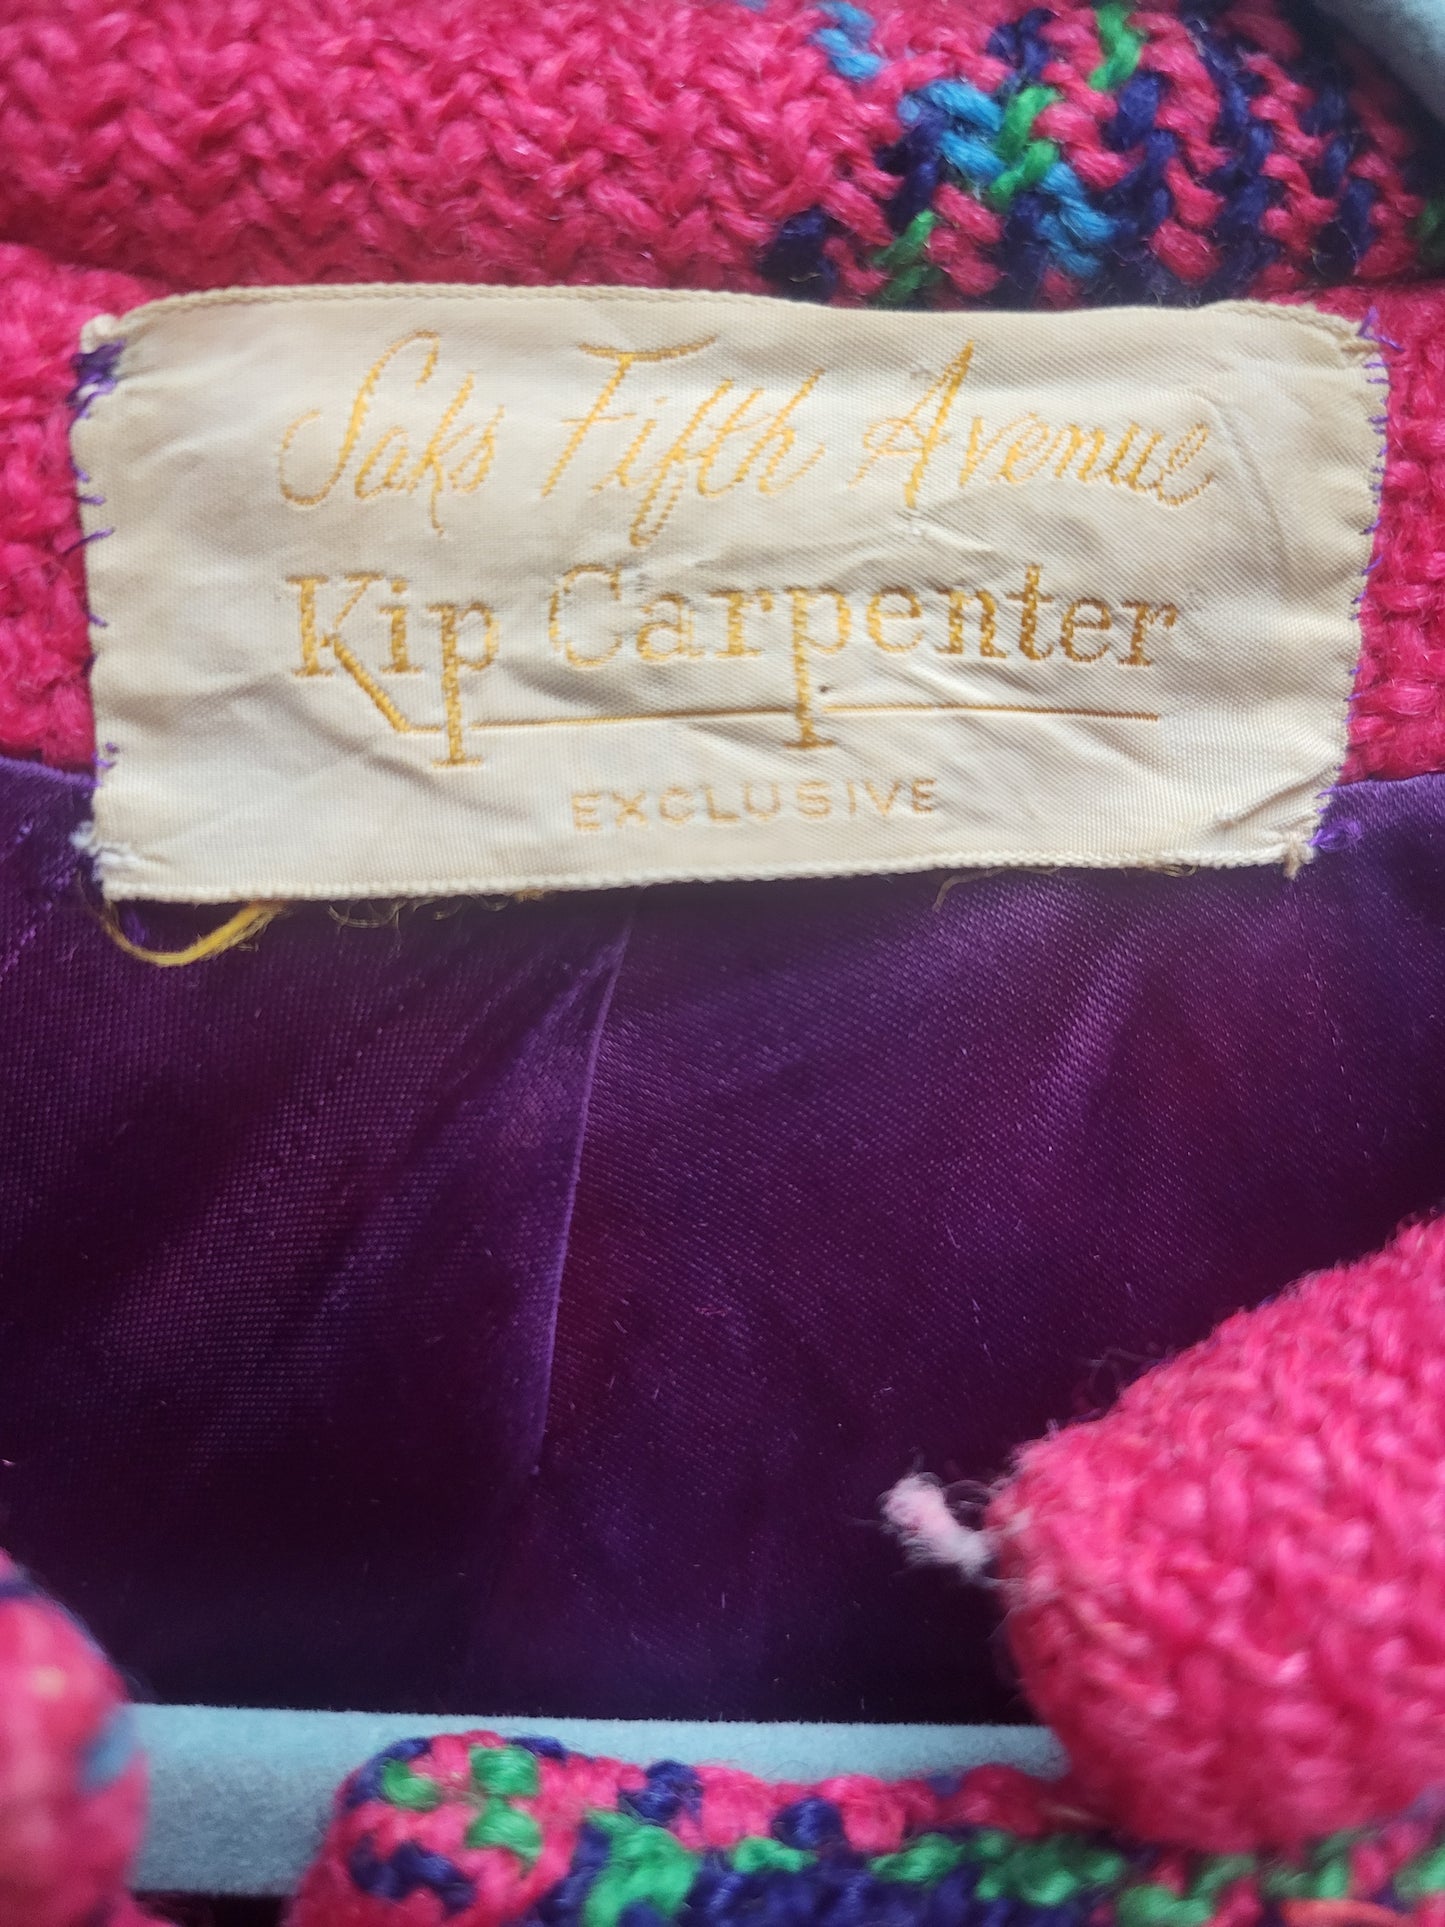 Saks Fifth Avenue
Kip Carpenter
EXCLUSIVE